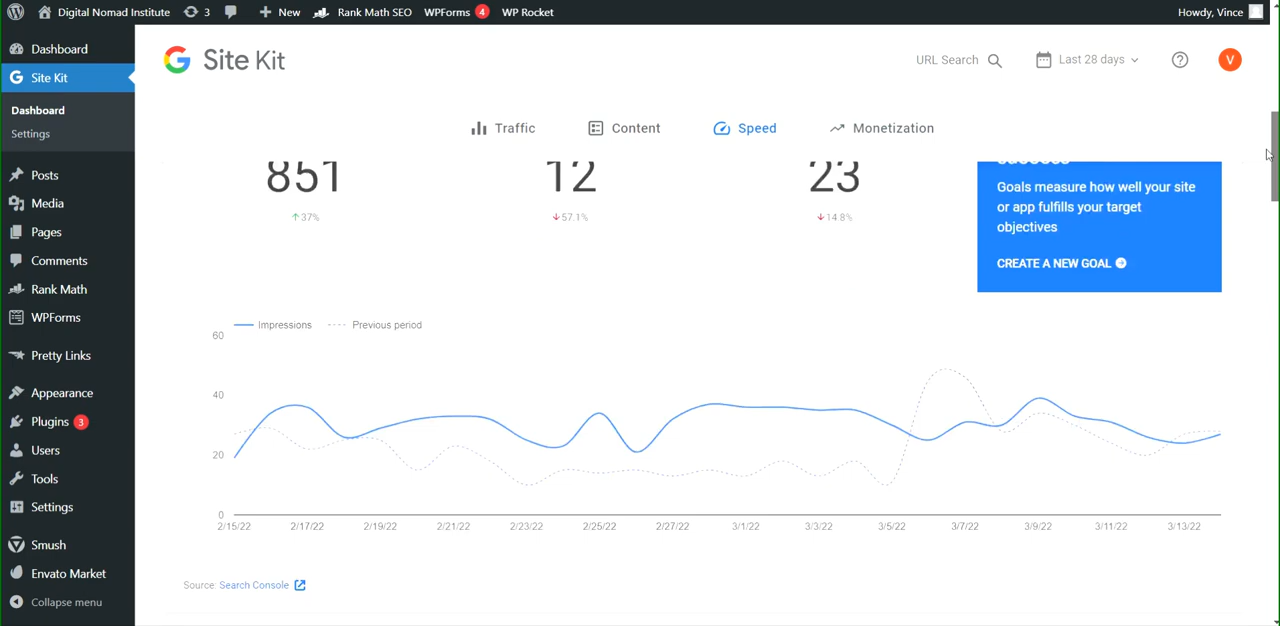 Digital Nomad Institute 3 New Rank Math SEO WPForms 4 WP Rocket Howdy, Vince
Dashboard
Site Kit
Dashboard
Settings
Posts
Media
Pages
Comments
Rank Math
WPForms
Pretty Links
Appearance
Plugins 3
Users
Tools
Settings
Smush
Envato Market
Collapse menu
Site Kit
URL Search Last 28 days ? V
Traffic Content Speed Monetization
851 12 23
37% 57.1% 14.8%
success
Goals measure how well your site
or app fulfills your target
objectives
CREATE A NEW GOAL
Impressions Previous period
60
40
20
0
2/15/22 2/17/22 2/19/22 2/21/22 2/23/22 2/25/22 2/27/22 3/1/22 3/3/22 3/5/22 3/7/22 3/9/22 3/11/22 3/13/22
Source: Search Console